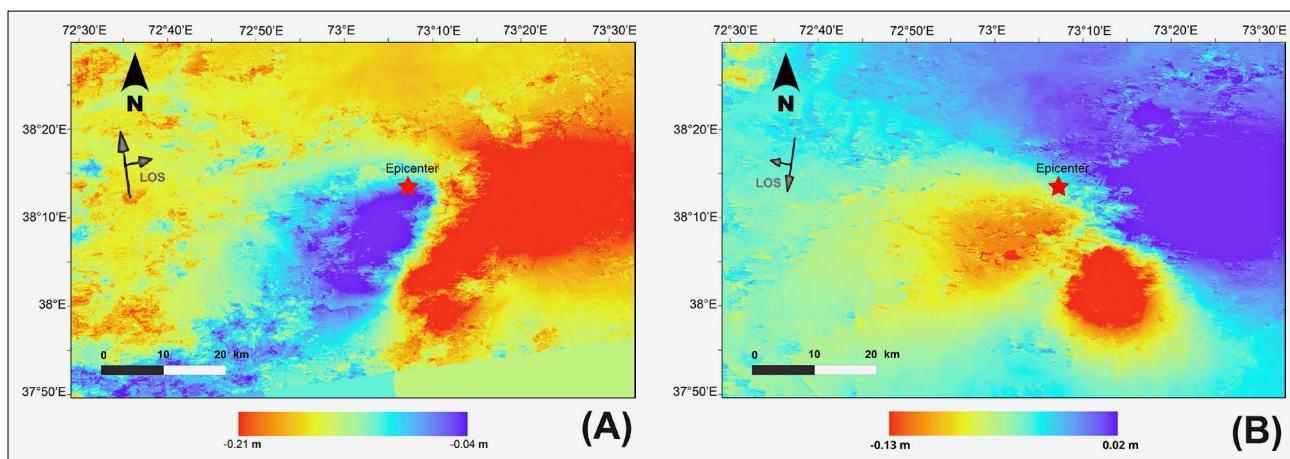 72°30'E 72°40'E 72°50'E 73°E 73°10'E 73°20'E 73°30'E
N
LOS
Epicenter
38°20'E
38°10'E
38°E
37°50'E
0 10 20 km
-0.21 m -0.04 m
(A)
72°30'E 72°40'E 72°50'E 73°E 73°10'E 73°20'E 73°30'E
N
LOS
Epicenter
38°20'E
38°10'E
38°E
37°50'E
0 10 20 km
-0.13 m 0.02 m
(B)